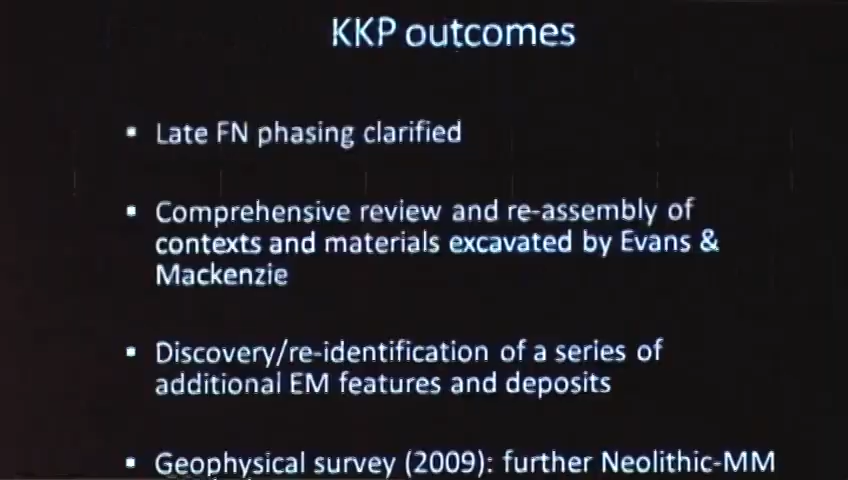 KKP outcomes
▪ Late FN phasing clarified
▪ Comprehensive review and re-assembly of
contexts and materials excavated by Evans &
Mackenzie
▪ Discovery/re-identification of a series of
additional EM features and deposits
▪ Geophysical survey (2009): further Neolithic-MM